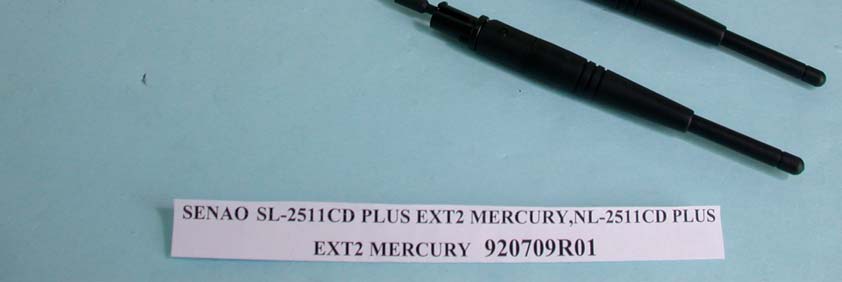 SENAO SL-2511CD PLUS EXT2 MERCURY,NL-2511CD PLUS
EXT2 MERCURY 920709R01